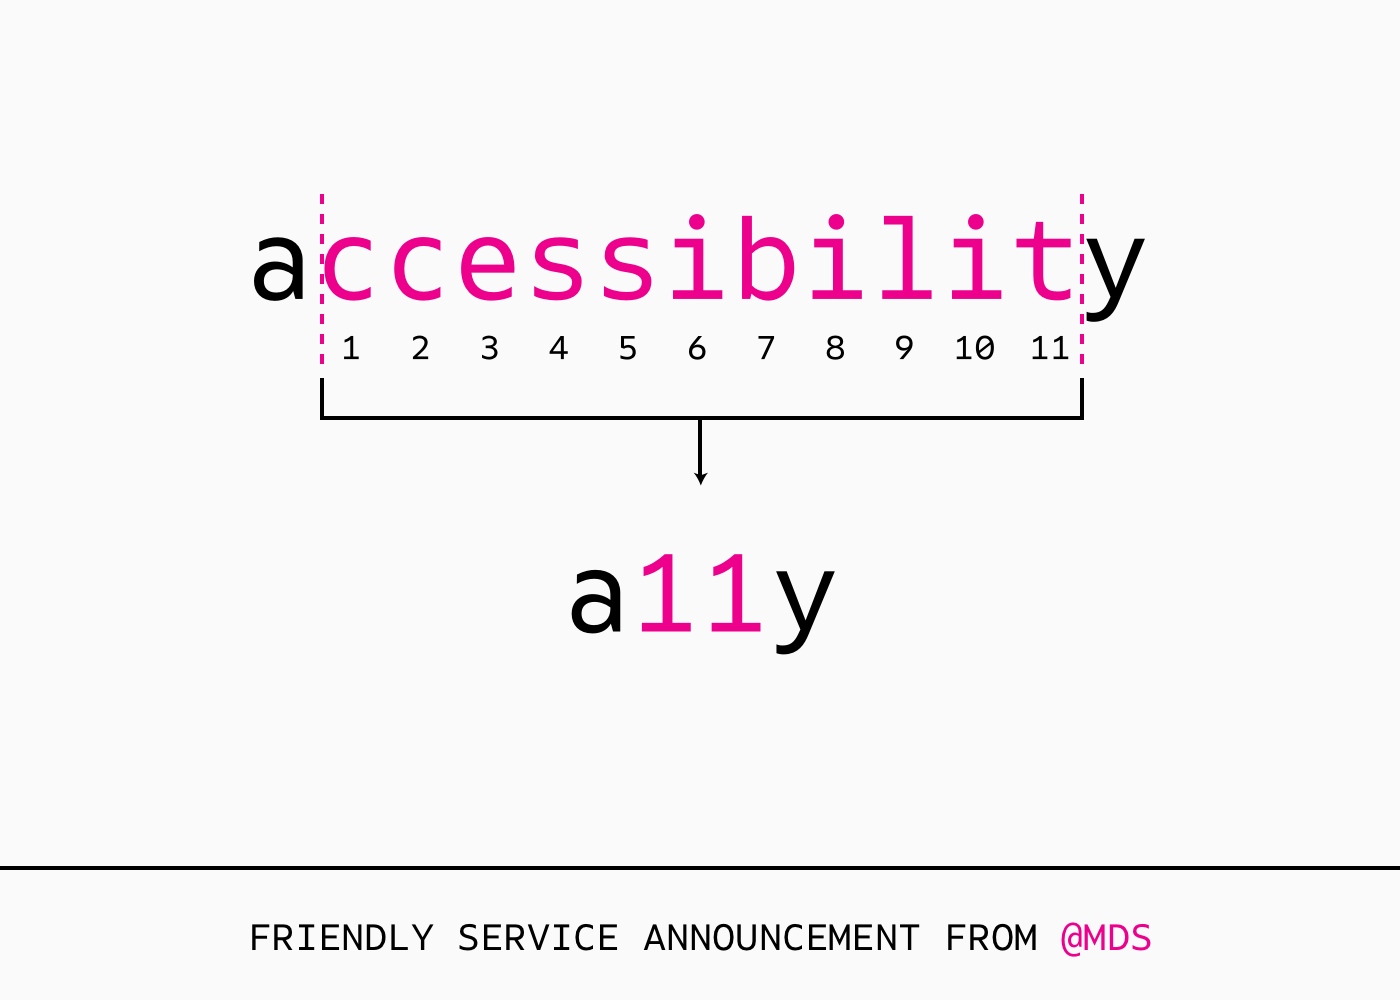 accessibility
1 2 3 4 5 6 7 8 9 10 11
a11y
FRIENDLY SERVICE ANNOUNCEMENT FROM @MDS